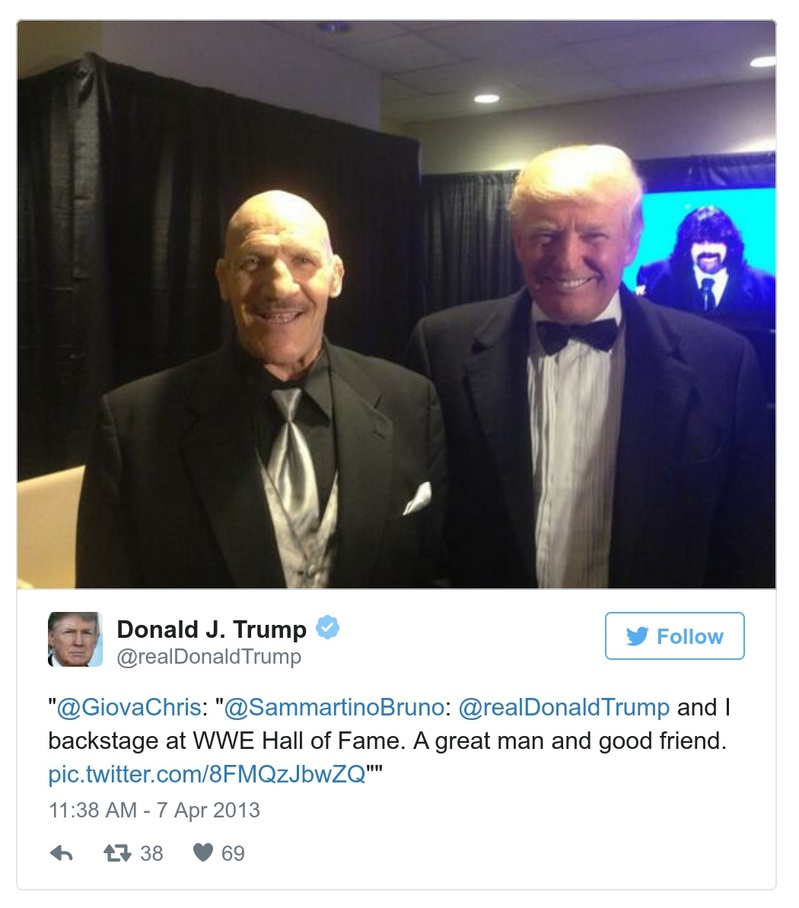 Donald J. Trump
@realDonaldTrump
Follow
"@GiovaChris: "@SammartinoBruno: @realDonaldTrump and I
backstage at WWE Hall of Fame. A great man and good friend.
pic.twitter.com/8FMQzJbwZQ""
11:38 AM - 7 Apr 2013
38
69